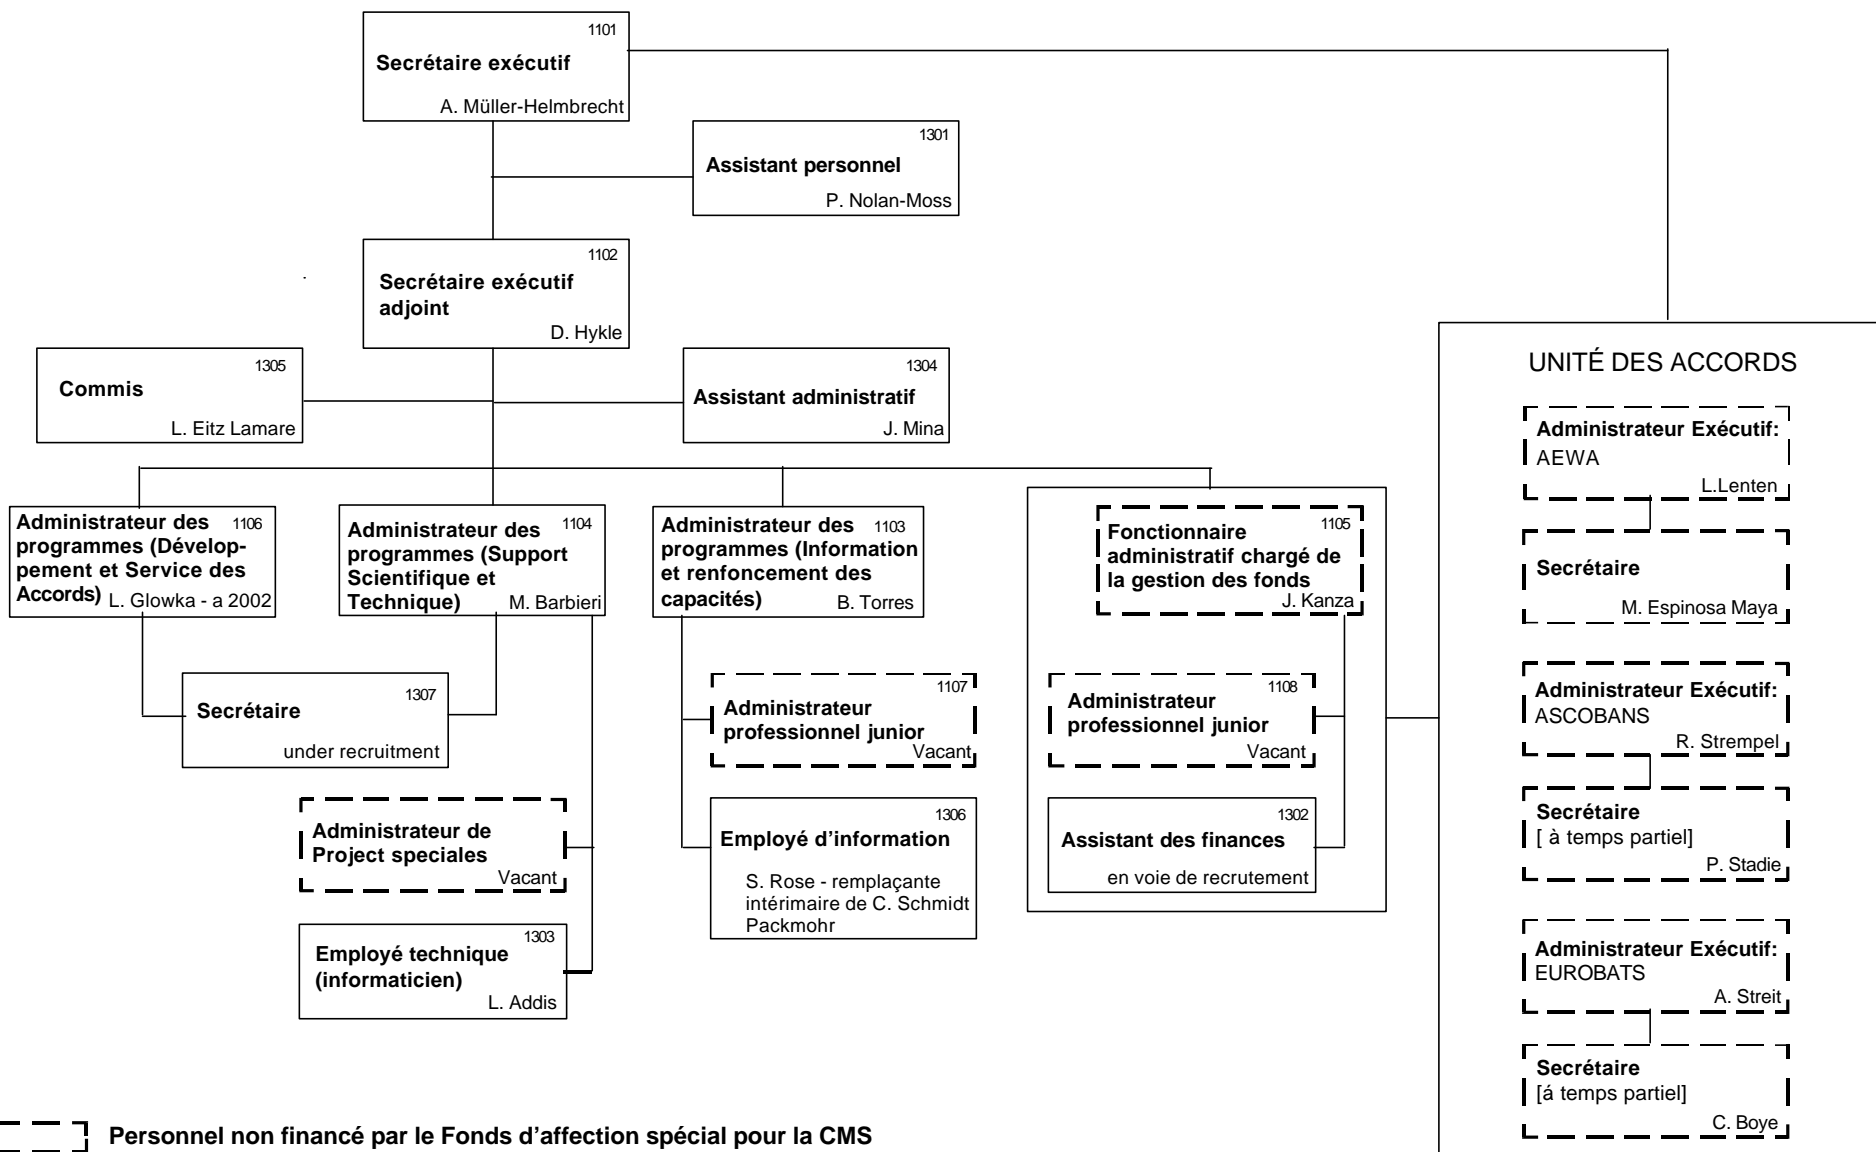 1101
Secrétaire exécutif
A. Müller-Helmbrecht
1301
Assistant personnel
P. Nolan-Moss
1102
Secrétaire exécutif
adjoint
D. Hykle
1305
Commis
L. Eitz Lamare
1304
Assistant administratif
J. Mina
Administrateur des 1106
programmes (Dévelop-
pement et Service des
Accords) L. Glowka - a 2002
Administrateur des 1104
programmes (Support
Scientifique et
Technique) M. Barbieri
Administrateur des 1103
programmes (Information
et renfoncement des
capacités) B. Torres
Fonctionnaire 1105
administratif chargé de
la gestion des fonds
J. Kanza
1307
Secrétaire
under recruitment
1107
Administrateur
professionnel junior
Vacant
1108
Administrateur
professionnel junior
Vacant
Administrateur de
Project speciales
Vacant
1306
Employé d'information
S. Rose - remplaçante
intérimaire de C. Schmidt
Packmohr
1302
Assistant des finances
en voie de recrutement
1303
Employé technique
(informaticien)
L. Addis
UNITÉ DES ACCORDS
Administrateur Exécutif:
AEWA
L.Lenten
Secrétaire
M. Espinosa Maya
Administrateur Exécutif:
ASCOBANS
R. Strempel
Secrétaire
[ à temps partiel]
P. Stadie
Administrateur Exécutif:
EUROBATS
A. Streit
Secrétaire
[á temps partiel]
C. Boye
Personnel non financé par le Fonds d'affection spécial pour la CMS